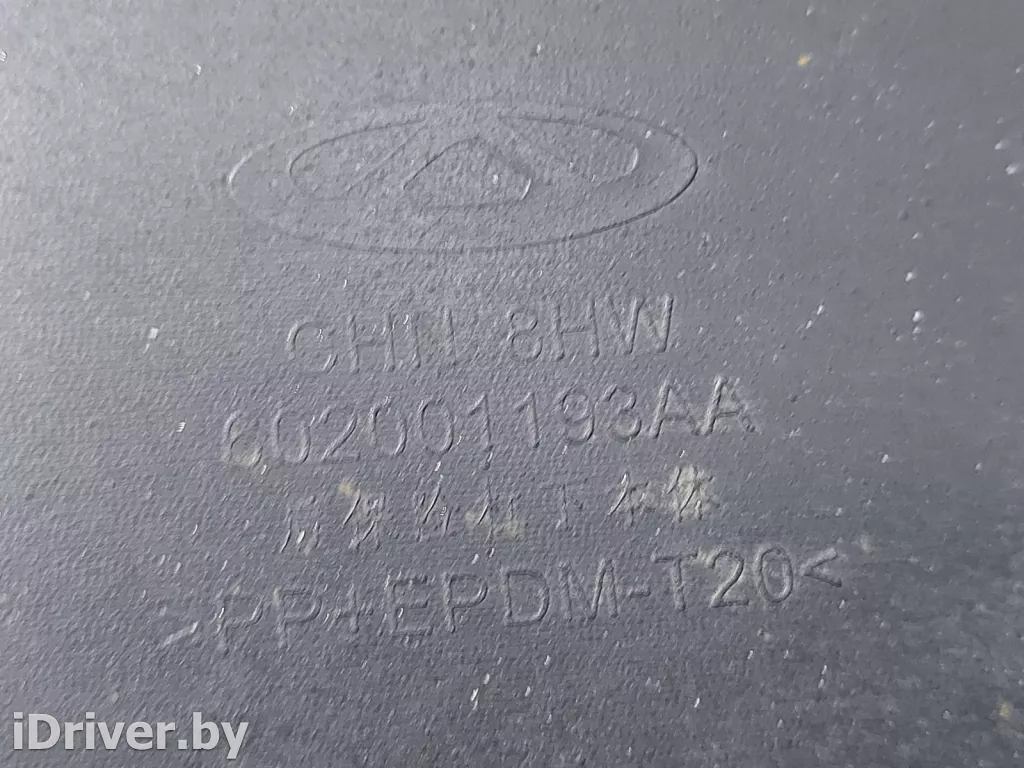 CHN 8HW
602001193AA
>PP+EPDM-T20<
iDriver.by